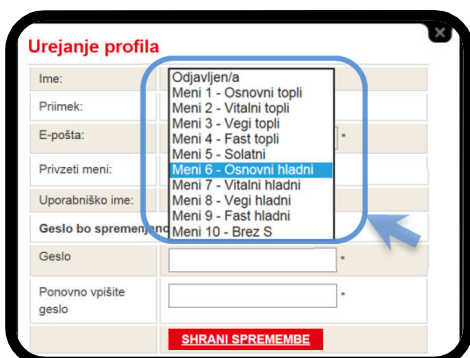 Urejanje profila
Ime:
Odjavljen/a
Meni 1 - Osnovni topli
Priimek:
Meni 2 - Vitalni topli
Meni 3 - Vegi topli
E-pošta:
Meni 4 - Fast topli
*
Meni 5 - Solatni
Privzeti meni:
Meni 6 - Osnovni hladni
Meni 7 - Vitalni hladni
Uporabniško ime:
Meni 8 - Vegi hladni
Meni 9 - Fast hladni
Geslo bo spremenjeno
Meni 10 - Brez S
Geslo
*
Ponovno vpišite
geslo
*
SHRANI SPREMEMBE